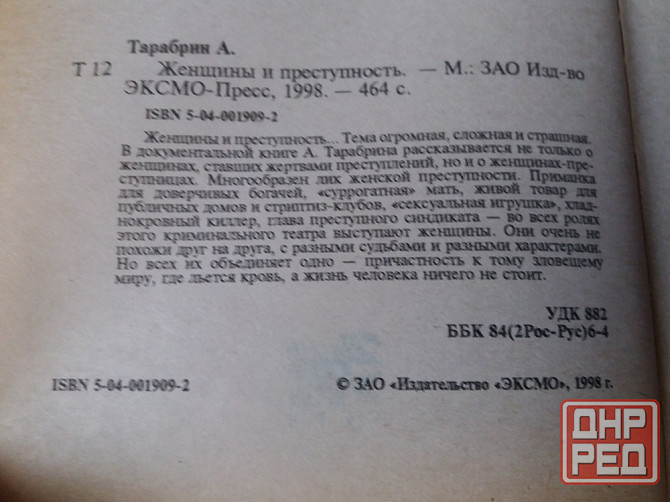 Тарабрин А.
Т 12 Женщины и преступность. — М.: ЗАО Изд-во
ЭКСМО-Пресс, 1998. — 464 с.
ISBN 5-04-001909-2
Женщины и преступность... Тема огромная, сложная и страшная.
В документальной книге А. Тарабрина рассказывается не только о
женщинах, ставших жертвами преступлений, но и о женщинах-пре-
ступницах. Многообразен лик женской преступности. Приманка
для доверчивых богачей, «суррогатная» мать, живой товар для
публичных домов и стриптиз-клубов, «сексуальная игрушка», хлад-
нокровный киллер, глава преступного синдиката — во всех ролях
этого криминального театра выступают женщины. Они очень не
похожи друг на друга, с разными судьбами и разными характерами.
Но всех их объединяет одно — причастность к тому зловещему
миру, где льется кровь, а жизнь человека ничего не стоит.
УДК 882
ББК 84(2Рос-Рус)6-4
ISBN 5-04-001909-2
© ЗАО «Издательство «ЭКСМО», 1998 г.
ДНР
РЕД